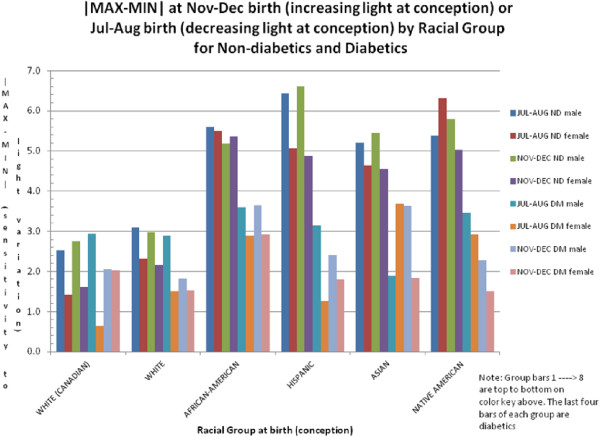 |MAX-MIN| at Nov-Dec birth (increasing light at conception) or
Jul-Aug birth (decreasing light at conception) by Racial Group
for Non-diabetics and Diabetics
|MAX-MIN| (sensitivity to
light variation)
7.0
6.0
5.0
4.0
3.0
2.0
1.0
0.0
WHITE (CANADIAN)
WHITE
AFRICAN-AMERICAN
HISPANIC
ASIAN
NATIVE AMERICAN
Racial Group at birth (conception)
JUL-AUG ND male
JUL-AUG ND female
NOV-DEC ND male
NOV-DEC ND female
JUL-AUG DM male
JUL-AUG DM female
NOV-DEC DM male
NOV-DEC DM female
Note: Group bars 1 ----> 8
are top to bottom on
color key above. The last four
bars of each group are
diabetics